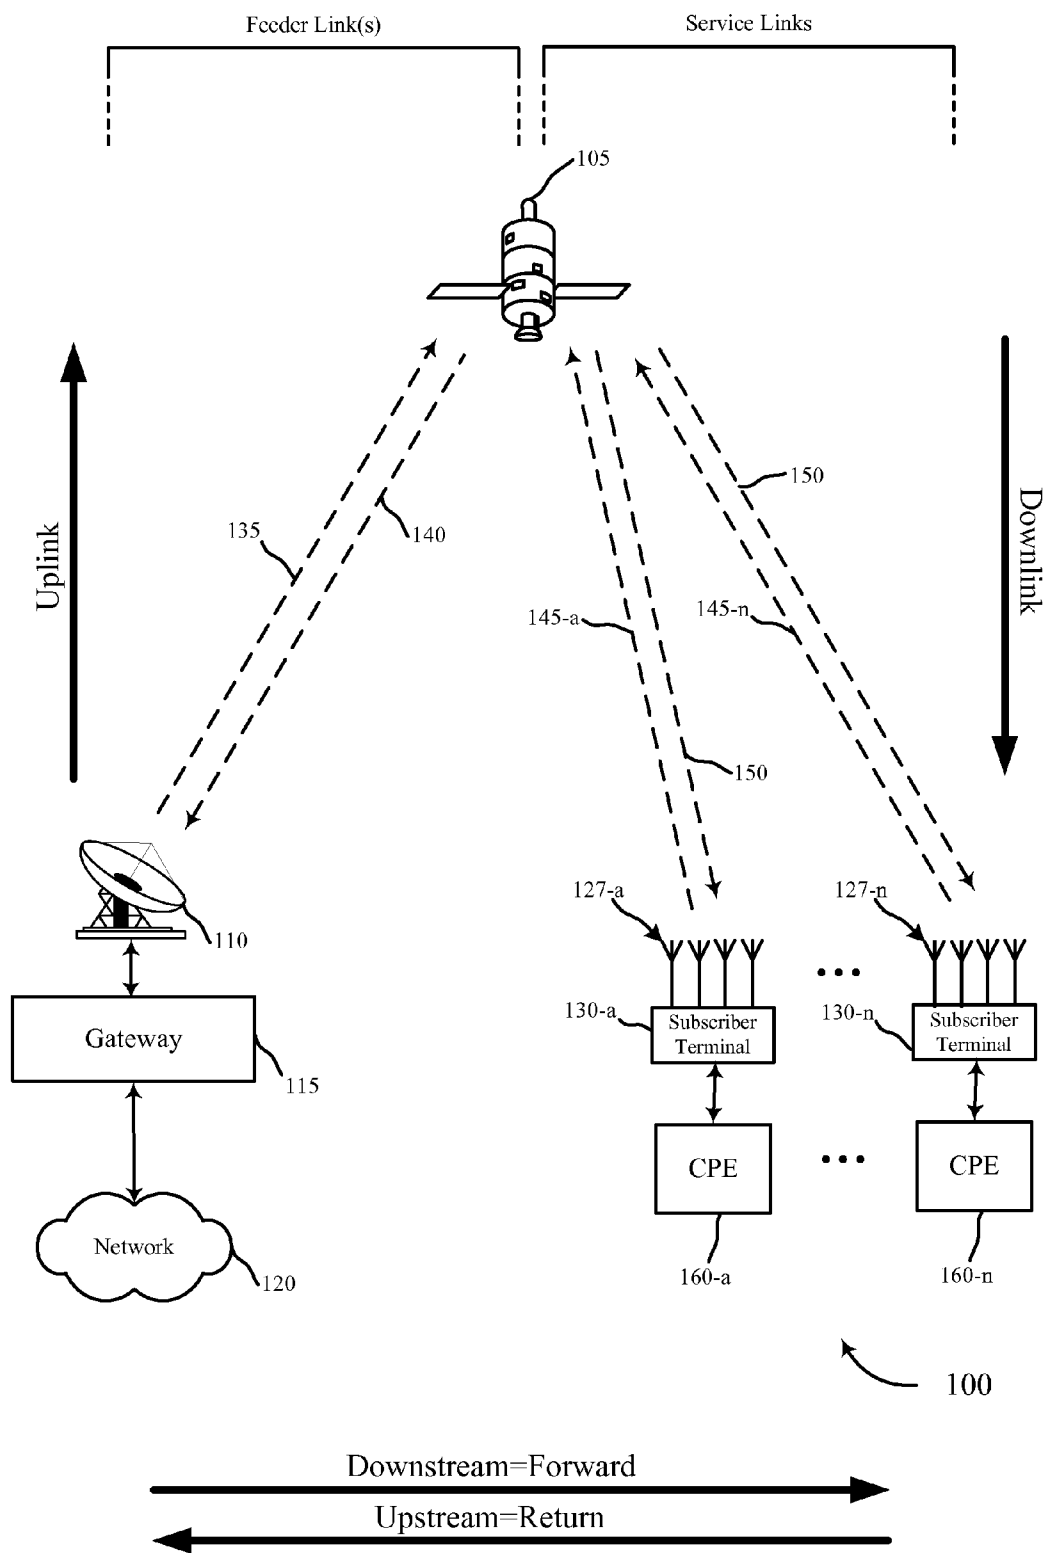 Feeder Link(s)
Service Links
105
150
135
140
Uplink
Downlink
145-a
145-n
150
127-a
127-n
110
130-a
Subscriber
Terminal
130-n
Subscriber
Terminal
Gateway
115
CPE
CPE
Network
120
160-a
160-n
100
Downstream=Forward
Upstream=Return